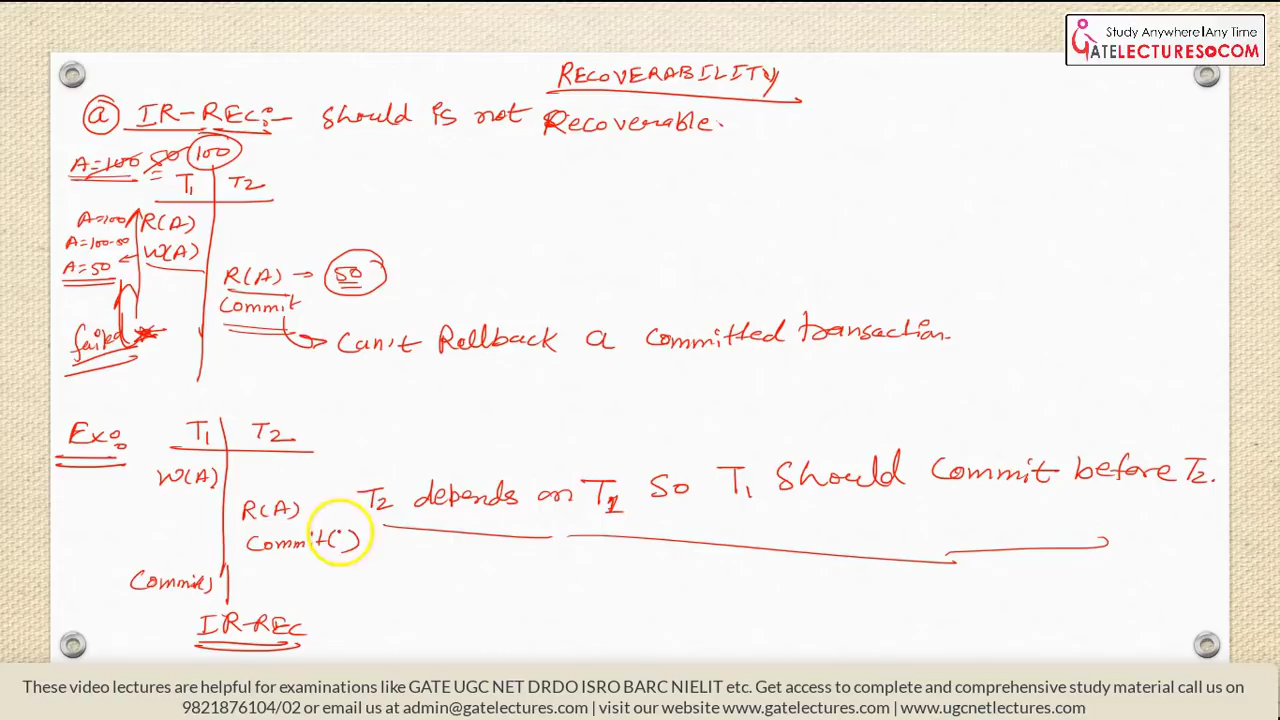 Study Anywhere | Any Time
GATELECTURES.COM
RECOVERABILITY
(a) IR-REC:- should is not Recoverable.
A=100 50 100
T1 T2
A=100 R(A)
A=100-50 W(A)
A=50
R(A) → 50
Commit
failed
Can't Rollback a committed transaction.
Ex:
T1 T2
W(A)
R(A)
Commit(·)
T2 depends on T1 So T1 Should Commit before T2.
Commit
IR-REC
These video lectures are helpful for examinations like GATE UGC NET DRDO ISRO BARC NIELIT etc. Get access to complete and comprehensive study material call us on
9821876104/02 or email us at admin@gatelectures.com | visit our website www.gatelectures.com | www.ugcnetlectures.com